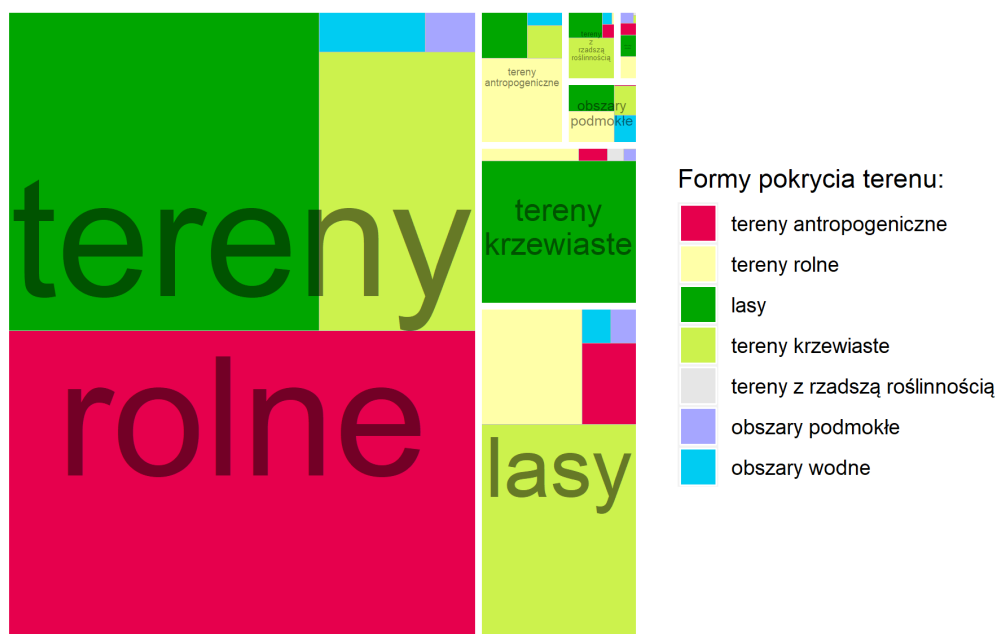 tereny
rolne
tereny
antropogeniczne
tereny
z
rzadszą
roślinnością
obszary
podmokłe
tereny
krzewiaste
lasy
Formy pokrycia terenu:
tereny antropogeniczne
tereny rolne
lasy
tereny krzewiaste
tereny z rzadszą roślinnością
obszary podmokłe
obszary wodne